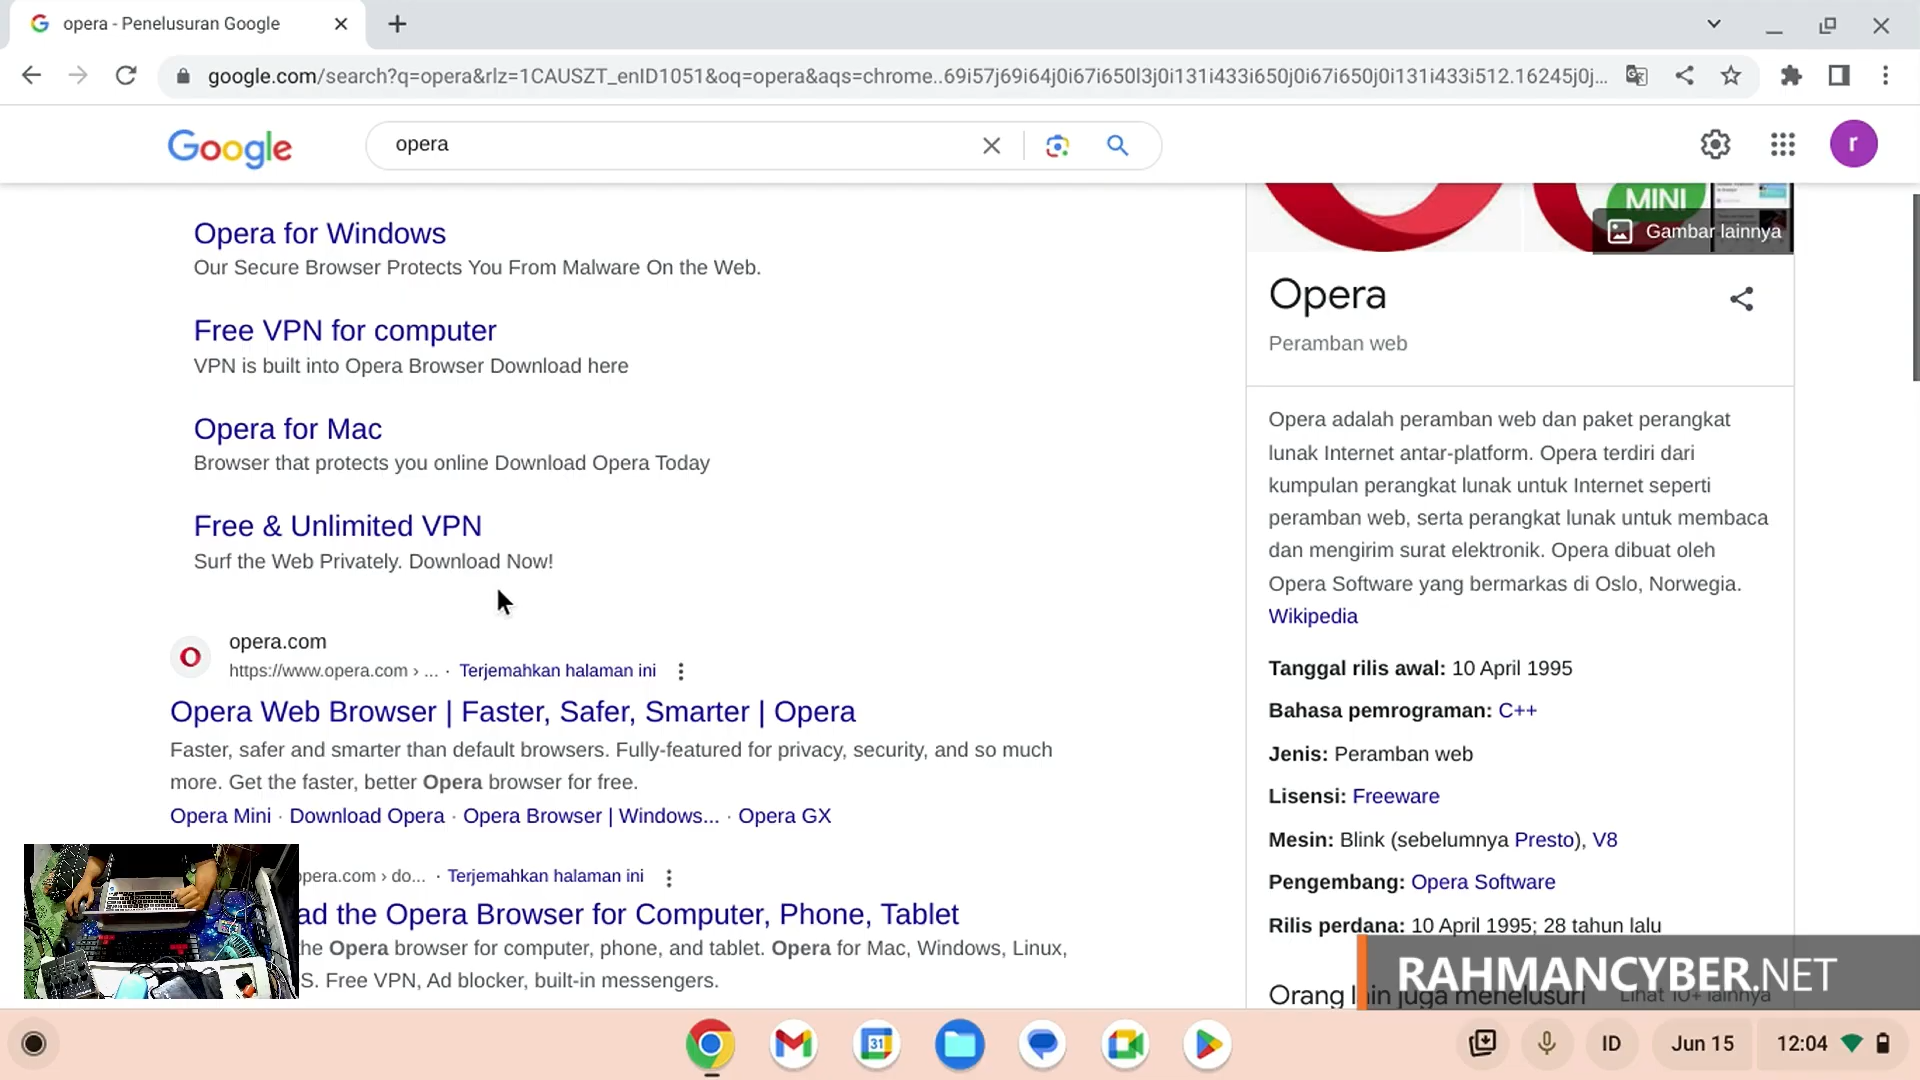 opera - Penelusuran Google
google.com/search?q=opera&rlz=1CAUSZT_enID1051&oq=opera&aqs=chrome..69i57j69i64j0i67i650l3j0i131i433i650j0i67i650j0i131i433i512.16245j0j...
Google
opera
r
Opera for Windows
Our Secure Browser Protects You From Malware On the Web.
Free VPN for computer
VPN is built into Opera Browser Download here
Opera for Mac
Browser that protects you online Download Opera Today
Free & Unlimited VPN
Surf the Web Privately. Download Now!
opera.com
https://www.opera.com › ... · Terjemahkan halaman ini
Opera Web Browser | Faster, Safer, Smarter | Opera
Faster, safer and smarter than default browsers. Fully-featured for privacy, security, and so much
more. Get the faster, better Opera browser for free.
Opera Mini · Download Opera · Opera Browser | Windows... · Opera GX
opera.com › do... · Terjemahkan halaman ini
ad the Opera Browser for Computer, Phone, Tablet
he Opera browser for computer, phone, and tablet. Opera for Mac, Windows, Linux,
S. Free VPN, Ad blocker, built-in messengers.
MINI
Gambar lainnya
Opera
Peramban web
Opera adalah peramban web dan paket perangkat
lunak Internet antar-platform. Opera terdiri dari
kumpulan perangkat lunak untuk Internet seperti
peramban web, serta perangkat lunak untuk membaca
dan mengirim surat elektronik. Opera dibuat oleh
Opera Software yang bermarkas di Oslo, Norwegia.
Wikipedia
Tanggal rilis awal: 10 April 1995
Bahasa pemrograman: C++
Jenis: Peramban web
Lisensi: Freeware
Mesin: Blink (sebelumnya Presto), V8
Pengembang: Opera Software
Rilis perdana: 10 April 1995; 28 tahun lalu
RAHMANCYBER.NET
Orang lain juga menelusuri
Lihat 10+ lainnya
31
ID
Jun 15
12:04